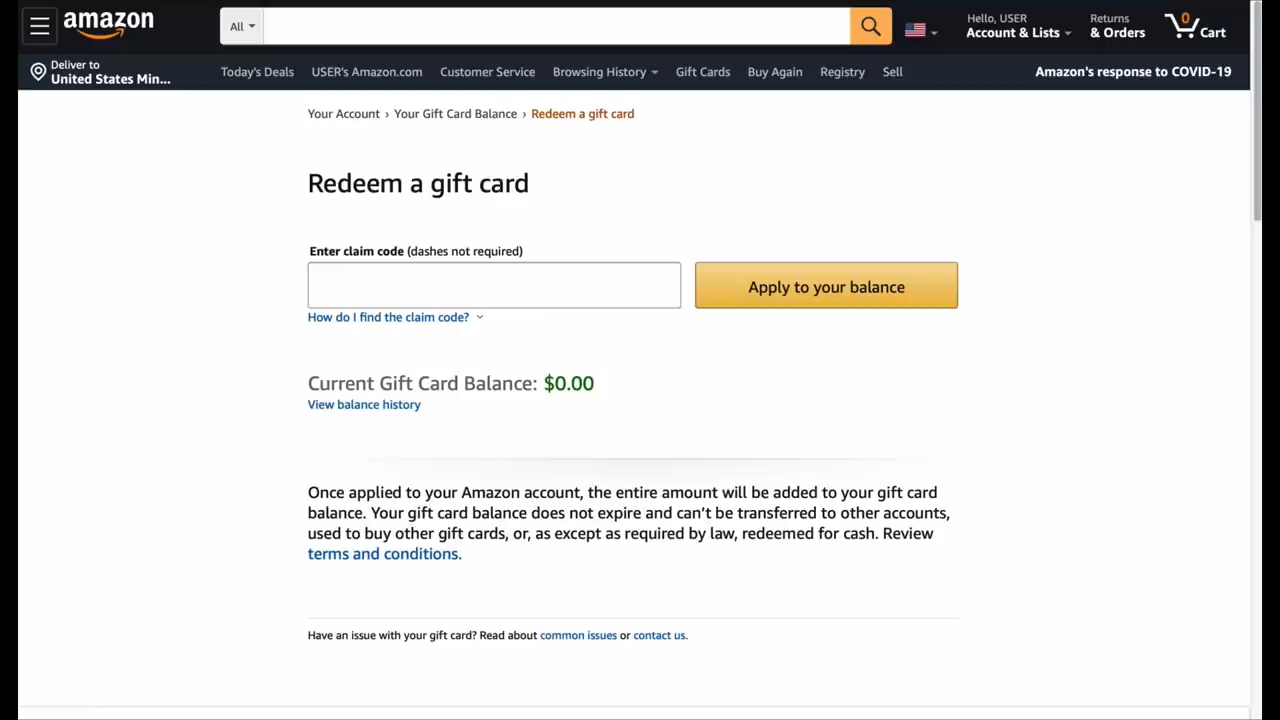 amazon
All
Hello, USER
Account & Lists
Returns
& Orders
0
Cart
Deliver to
United States Min...
Today's Deals
USER's Amazon.com
Customer Service
Browsing History
Gift Cards
Buy Again
Registry
Sell
Amazon's response to COVID-19
Your Account › Your Gift Card Balance › Redeem a gift card
Redeem a gift card
Enter claim code (dashes not required)
Apply to your balance
How do I find the claim code?
Current Gift Card Balance: $0.00
View balance history
Once applied to your Amazon account, the entire amount will be added to your gift card
balance. Your gift card balance does not expire and can't be transferred to other accounts,
used to buy other gift cards, or, as except as required by law, redeemed for cash. Review
terms and conditions.
Have an issue with your gift card? Read about common issues or contact us.